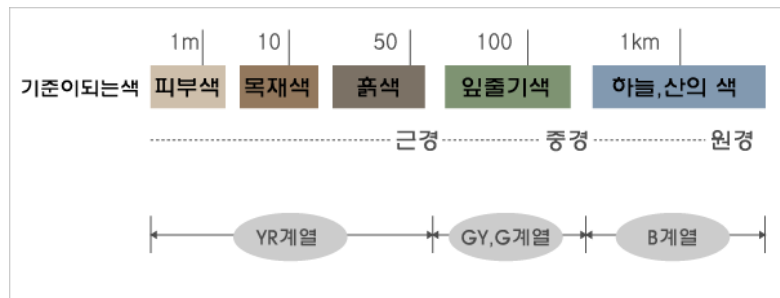 1m 10 50 100 1km
기준이되는색 피부색 목재색 흙색 잎줄기색 하늘,산의 색
근경 중경 원경
YR계열 GY,G계열 B계열